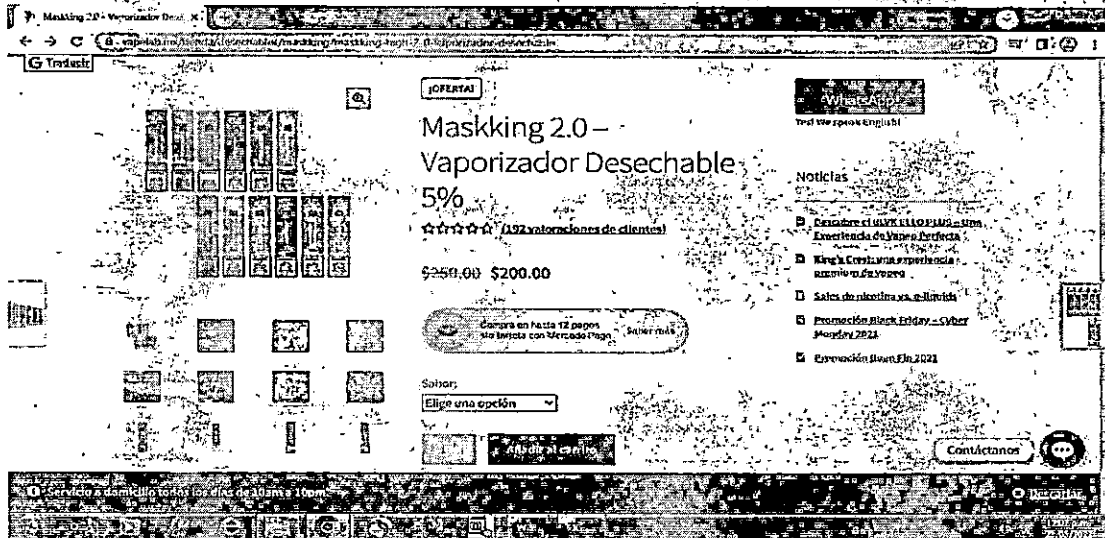 Maskking 2.0 - Vaporizador Desec
G Traducir
¡OFERTA!
Maskking 2.0 –
Vaporizador Desechable
5%
(192 valoraciones de clientes)
$250.00 $200.00
Compra en hasta 12 pagos
sin tarjeta con Mercado Pago
Saber más
Sabor:
Elige una opción
Añadir al carrito
WhatsApp
Yes! We speak English!
Noticias
King's Crest: una experiencia
premium de vapeo
Sales de nicotina vs. e-liquids
Promoción Black Friday – Cyber
Monday 2021
Promoción Buen Fin 2021
Contáctanos
Servicio a domicilio todos los días de 10am a 10pm
Descartar